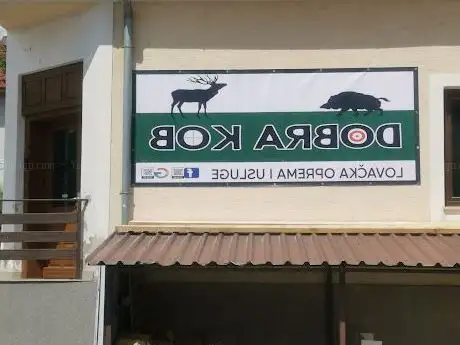 DOBRA KOB
LOVAČKA OPREMA I USLUGE